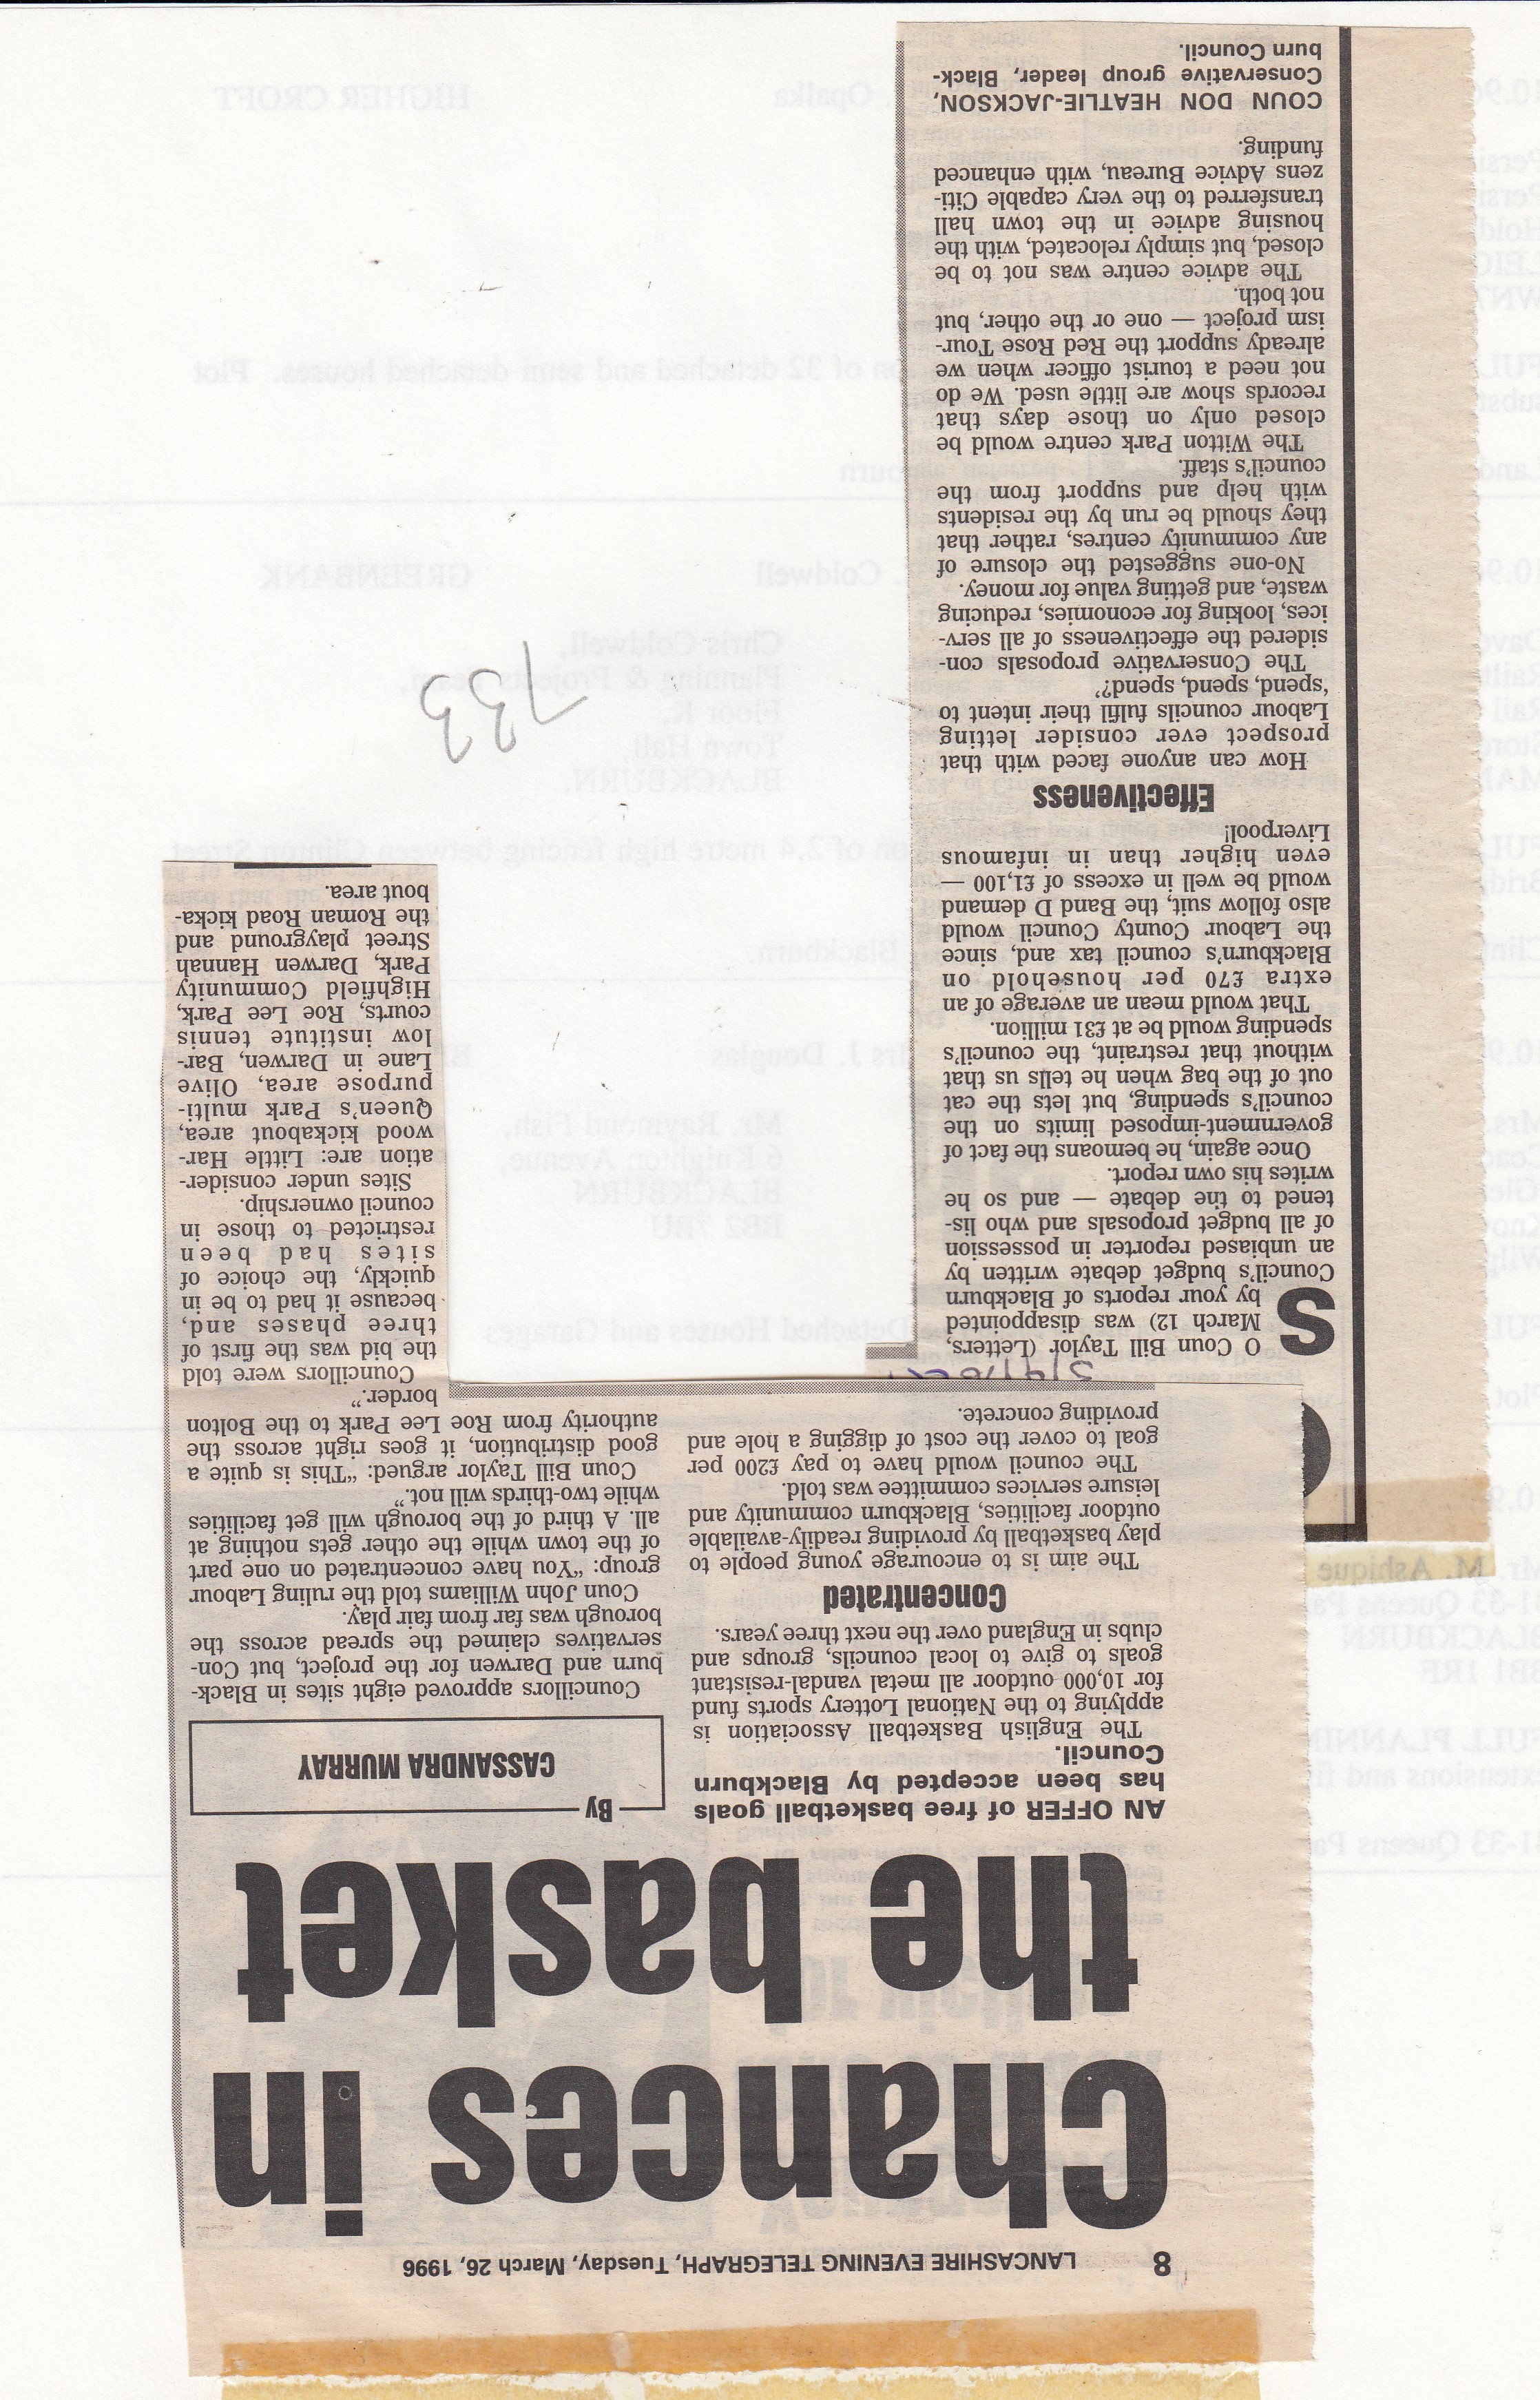 8
LANCASHIRE EVENING TELEGRAPH, Tuesday, March 26, 1996
Chances in
the basket
AN OFFER of free basketball goals
has been accepted by Blackburn
Council.
The English Basketball Association is
applying to the National Lottery sports fund
for 10,000 outdoor all metal vandal-resistant
goals to give to local councils, groups and
clubs in England over the next three years.
Concentrated
The aim is to encourage young people to
play basketball by providing readily-available
outdoor facilities, Blackburn community and
leisure services committee was told.
The council would have to pay £200 per
goal to cover the cost of digging a hole and
providing concrete.
By
CASSANDRA MURRAY
Councillors approved eight sites in Black-
burn and Darwen for the project, but Con-
servatives claimed the spread across the
borough was far from fair play.
Coun John Williams told the ruling Labour
group: “You have concentrated on one part
of the town while the other gets nothing at
all. A third of the borough will get facilities
while two-thirds will not.”
Coun Bill Taylor argued: “This is quite a
good distribution, it goes right across the
authority from Roe Lee Park to the Bolton
border.”
Councillors were told
the bid was the first of
three phases and,
because it had to be in
quickly, the choice of
sites had been
restricted to those in
council ownership.
Sites under consider-
ation are: Little Har-
wood kickabout area,
Queen’s Park multi-
purpose area, Olive
Lane in Darwen, Bar-
low institute tennis
courts, Roe Lee Park,
Highfield Community
Park, Darwen Hannah
Street playground and
the Roman Road kicka-
bout area.
SO Coun Bill Taylor (Letters,
March 12) was disappointed
by your reports of Blackburn
Council’s budget debate written by
an unbiased reporter in possession
of all budget proposals and who lis-
tened to the debate — and so he
writes his own report.
Once again, he bemoans the fact of
government-imposed limits on the
council’s spending, but lets the cat
out of the bag when he tells us that
without that restraint, the council’s
spending would be at £31 million.
That would mean an average of an
extra £70 per household on
Blackburn’s council tax and, since
the Labour County Council would
also follow suit, the Band D demand
would be well in excess of £1,100 —
even higher than in infamous
Liverpool!
Effectiveness
How can anyone faced with that
prospect ever consider letting
Labour councils fulfil their intent to
‘spend, spend, spend?’
The Conservative proposals con-
sidered the effectiveness of all serv-
ices, looking for economies, reducing
waste, and getting value for money.
No-one suggested the closure of
any community centres, rather that
they should be run by the residents
with help and support from the
council’s staff.
The Witton Park centre would be
closed only on those days that
records show are little used. We do
not need a tourist officer when we
already support the Red Rose Tour-
ism project — one or the other, but
not both.
The advice centre was not to be
closed, but simply relocated, with the
housing advice in the town hall
transferred to the very capable Citi-
zens Advice Bureau, with enhanced
funding.
COUN DON HEATLIE-JACKSON,
Conservative group leader, Black-
burn Council.
733